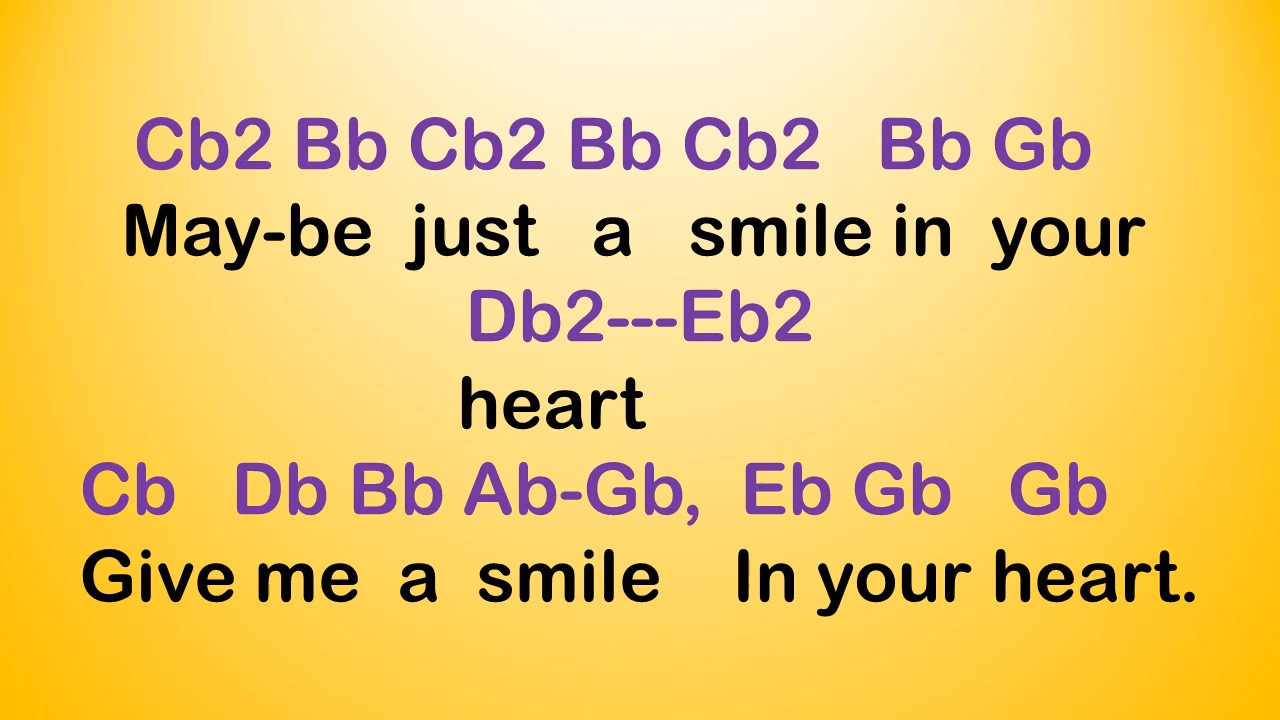 Cb2 Bb Cb2 Bb Cb2 Bb Gb
May-be just a smile in your
Db2---Eb2
heart
Cb Db Bb Ab-Gb, Eb Gb Gb
Give me a smile In your heart.